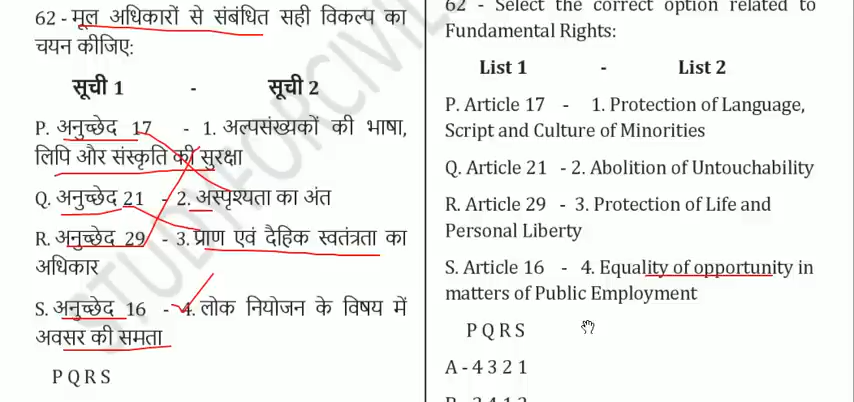 62 - मूल अधिकारों से संबंधित सही विकल्प का
चयन कीजिए:
सूची 1 - सूची 2
P. अनुच्छेद 17 - 1. अल्पसंख्यकों की भाषा,
लिपि और संस्कृति की सुरक्षा
Q. अनुच्छेद 21 - 2. अस्पृश्यता का अंत
R. अनुच्छेद 29 - 3. प्राण एवं दैहिक स्वतंत्रता का
अधिकार
S. अनुच्छेद 16 - 4. लोक नियोजन के विषय में
अवसर की समता
P Q R S
62 - Select the correct option related to
Fundamental Rights:
List 1 - List 2
P. Article 17 - 1. Protection of Language,
Script and Culture of Minorities
Q. Article 21 - 2. Abolition of Untouchability
R. Article 29 - 3. Protection of Life and
Personal Liberty
S. Article 16 - 4. Equality of opportunity in
matters of Public Employment
P Q R S
A - 4 3 2 1
STUDYFORCIVIL